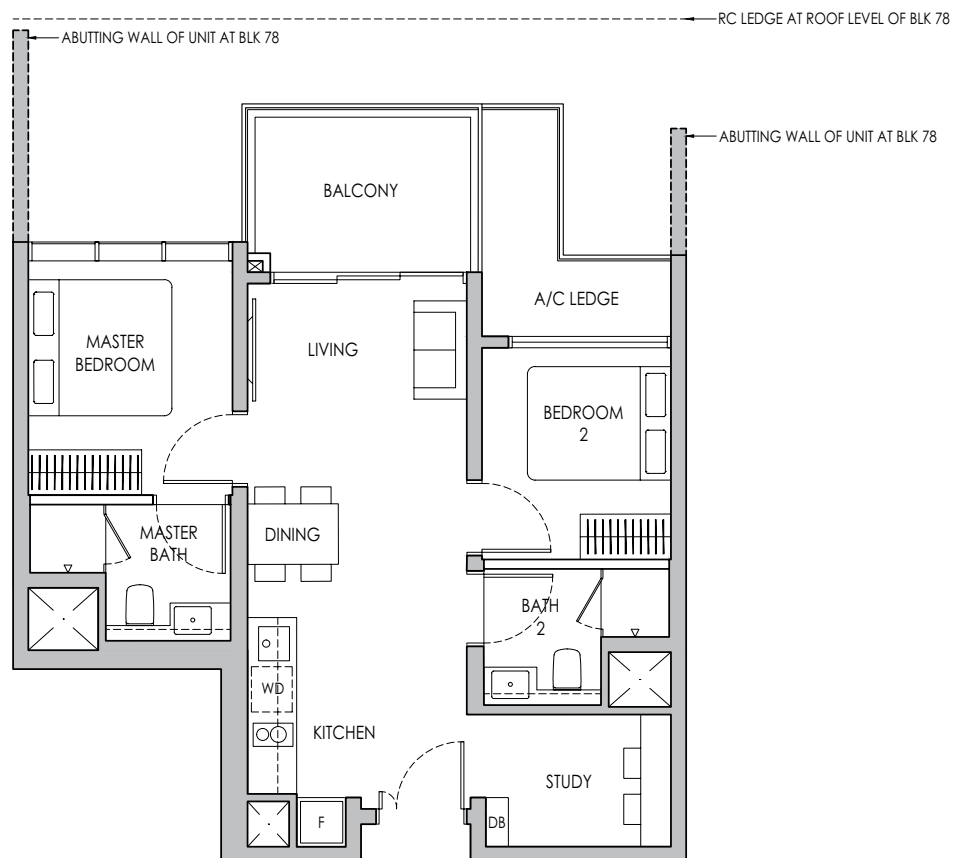 RC LEDGE AT ROOF LEVEL OF BLK 78
ABUTTING WALL OF UNIT AT BLK 78
ABUTTING WALL OF UNIT AT BLK 78
BALCONY
A/C LEDGE
MASTER
BEDROOM
LIVING
BEDROOM
2
MASTER
BATH
DINING
BATH
2
WD
KITCHEN
STUDY
F
DB